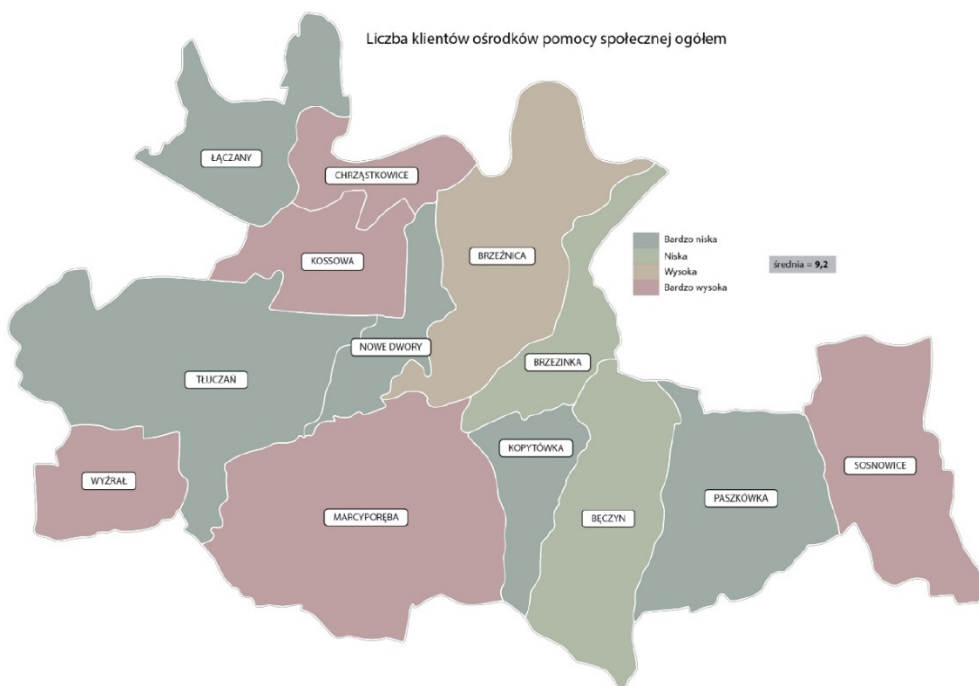 Liczba klientów ośrodków pomocy społecznej ogółem
ŁĄCZANY
CHRZĄSTKOWICE
KOSSOWA
BRZEŹNICA
Bardzo niska
Niska
Wysoka
Bardzo wysoka
średnia = 9,2
NOWE DWORY
BRZEZINKA
TŁUCZAŃ
KOPYTÓWKA
WYŹRAŁ
SOSNOWICE
PASZKÓWKA
MARCYPORĘBA
BĘCZYN